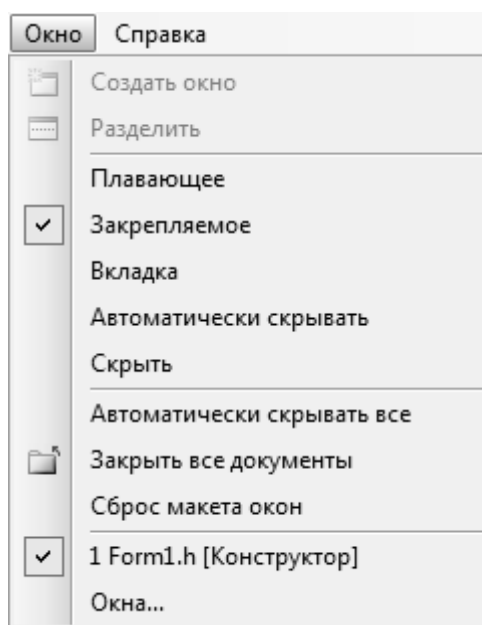 Окно Справка
Создать окно
Разделить
Плавающее
Закрепляемое
Вкладка
Автоматически скрывать
Скрыть
Автоматически скрывать все
Закрыть все документы
Сброс макета окон
1 Form1.h [Конструктор]
Окна...